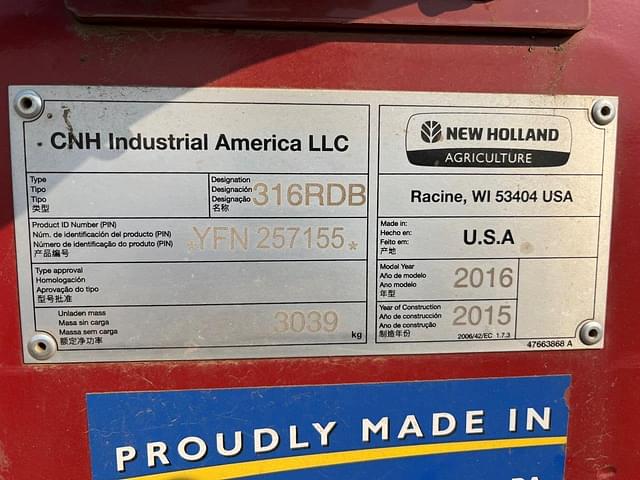 CNH Industrial America LLC
Type
Tipo
Tipo
类型
Designation
Designación
Designação
名称
316RDB
Product ID Number (PIN)
Núm. de identificación del producto (PIN)
Número de identificação do produto (PIN)
产品编号
*YFN 257155*
Type approval
Homologación
Aprovação do tipo
型号批准
Unladen mass
Masa sin carga
Massa sem carga
额定净功率
3039 kg
NEW HOLLAND
AGRICULTURE
Racine, WI 53404 USA
Made in:
Hecho en:
Feito em:
产地
U.S.A
Model Year
Año de modelo
Ano modelo
年型
2016
Year of Construction
Año de construcción
Ano de construção
制造年份
2015
2006/42/EC 1.7.3
47663868 A
PROUDLY MADE IN